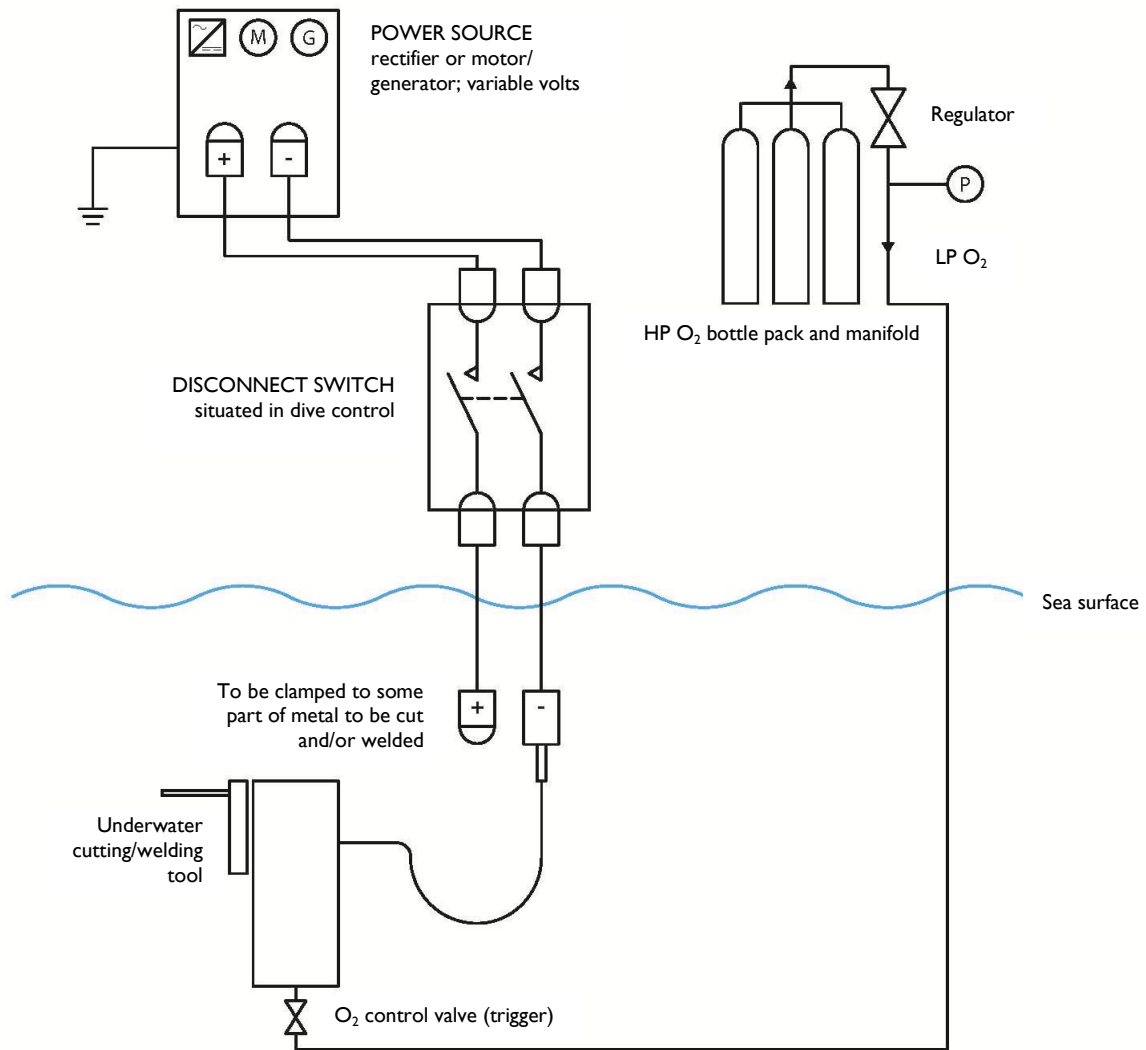 M
G
POWER SOURCE
rectifier or motor/
generator; variable volts
+
-
Regulator
P
LP O₂
HP O₂ bottle pack and manifold
DISCONNECT SWITCH
situated in dive control
Sea surface
To be clamped to some
part of metal to be cut
and/or welded
+
-
Underwater
cutting/welding
tool
O₂ control valve (trigger)